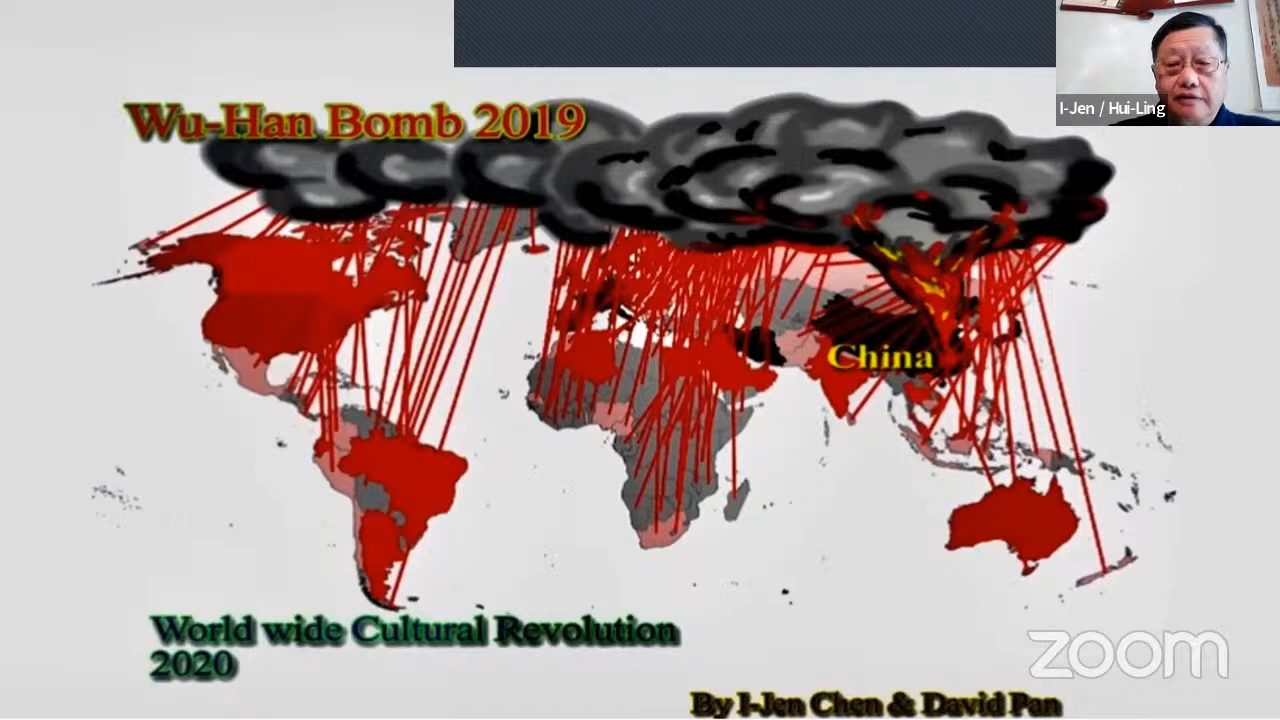 I-Jen / Hui-Ling
Wu-Han Bomb 2019
China
World wide Cultural Revolution
2020
zoom
By I-Jen Chen & David Pan